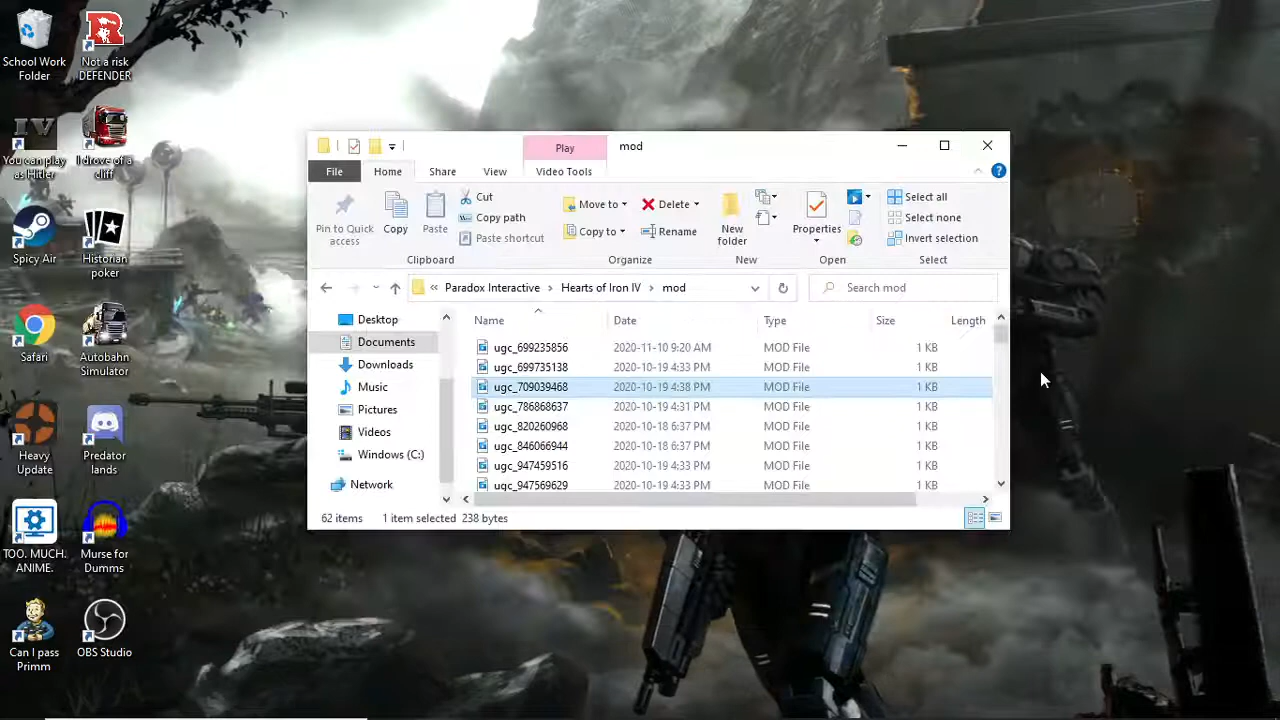 School Work
Folder
Not a risk
DEFENDER
IV
You can play
as Hitler
I drove of a
cliff
Spicy Air
Historian
poker
Safari
Autobahn
Simulator
Heavy
Update
Predator
lands
TOO. MUCH.
ANIME.
Murse for
Dumms
Can I pass
Primm
OBS Studio
Play
mod
File
Home
Share
View
Video Tools
Pin to Quick
access
Copy
Paste
Cut
Copy path
Paste shortcut
Clipboard
Move to
Copy to
Delete
Rename
Organize
New
folder
New
Properties
Open
Select all
Select none
Invert selection
Select
« Paradox Interactive > Hearts of Iron IV > mod
Search mod
Desktop
Documents
Downloads
Music
Pictures
Videos
Windows (C:)
Network
Name Date Type Size Length
ugc_699235856 2020-11-10 9:20 AM MOD File 1 KB
ugc_699735138 2020-10-19 4:33 PM MOD File 1 KB
ugc_709039468 2020-10-19 4:38 PM MOD File 1 KB
ugc_786868637 2020-10-19 4:31 PM MOD File 1 KB
ugc_820260968 2020-10-18 6:37 PM MOD File 1 KB
ugc_846066944 2020-10-18 6:37 PM MOD File 1 KB
ugc_947459516 2020-10-19 4:33 PM MOD File 1 KB
ugc_947569629 2020-10-19 4:33 PM MOD File 1 KB
62 items 1 item selected 238 bytes